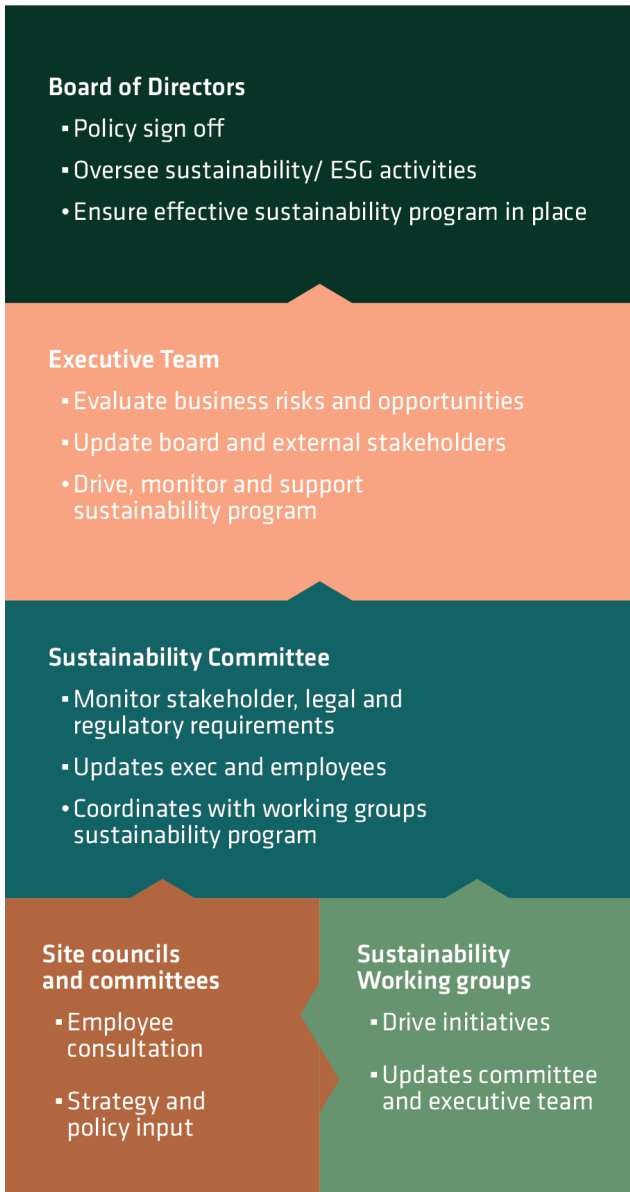 Board of Directors
▪ Policy sign off
▪ Oversee sustainability/ ESG activities
• Ensure effective sustainability program in place
Executive Team
▪ Evaluate business risks and opportunities
▪ Update board and external stakeholders
• Drive, monitor and support
sustainability program
Sustainability Committee
▪ Monitor stakeholder, legal and
regulatory requirements
▪ Updates exec and employees
• Coordinates with working groups
sustainability program
Site councils
and committees
▪ Employee
consultation
▪ Strategy and
policy input
Sustainability
Working groups
▪ Drive initiatives
▪ Updates committee
and executive team